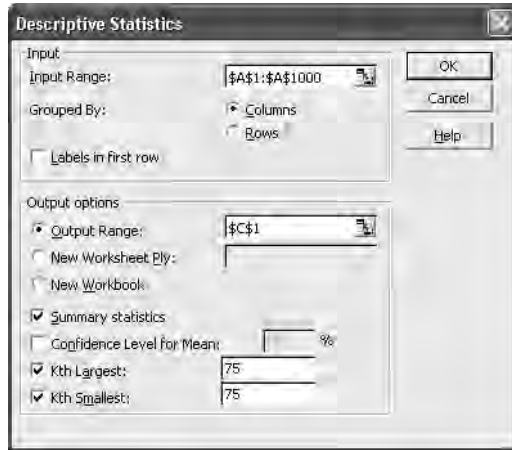 Descriptive Statistics
Input
Input Range:
$A$1:$A$1000
Grouped By:
Columns
Rows
Labels in first row
OK
Cancel
Help
Output options
Output Range:
$C$1
New Worksheet Ply:
New Workbook
Summary statistics
Confidence Level for Mean:
%
Kth Largest:
75
Kth Smallest:
75